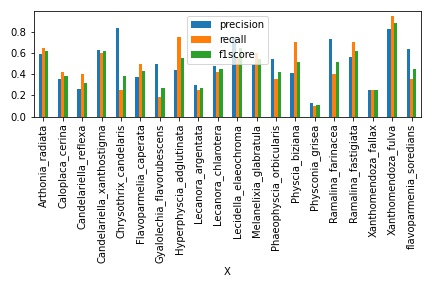 precision
recall
f1score
0.8
0.6
0.4
0.2
0.0
Arthonia_radiata
Caloplaca_cerina
Candelariella_reflexa
Candelariella_xanthostigma
Chrysothrix_candelaris
Flavoparmelia_caperata
Gyalolechia_flavorubescens
Hyperphyscia_adglutinata
Lecanora_argentata
Lecanora_chlarotera
Lecidella_elaeochroma
Melanelixia_glabratula
Phaeophyscia_orbicularis
Physcia_biziana
Physconia_grisea
Ramalina_farinacea
Ramalina_fastigiata
Xanthomendoza_fallax
Xanthomendoza_fulva
flavoparmenia_soredians
X